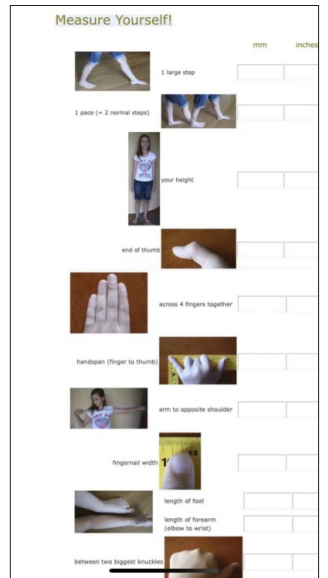 Measure Yourself!
mm inches
1 large step
1 pace (= 2 normal steps)
your height
end of thumb
across 4 fingers together
handspan (finger to thumb)
arm to opposite shoulder
fingernail width
length of foot
length of forearm
(elbow to wrist)
between two biggest knuckles